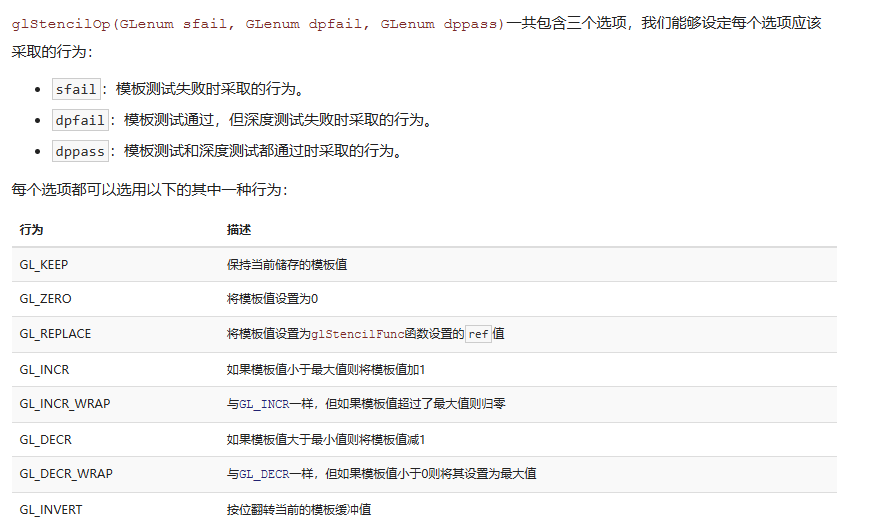 glStencilOp(GLenum sfail, GLenum dpfail, GLenum dppass)一共包含三个选项，我们能够设定每个选项应该
采取的行为：
• sfail：模板测试失败时采取的行为。
• dpfail：模板测试通过，但深度测试失败时采取的行为。
• dppass：模板测试和深度测试都通过时采取的行为。
每个选项都可以选用以下的其中一种行为：
行为 描述
GL_KEEP 保持当前储存的模板值
GL_ZERO 将模板值设置为0
GL_REPLACE 将模板值设置为glStencilFunc函数设置的ref值
GL_INCR 如果模板值小于最大值则将模板值加1
GL_INCR_WRAP 与GL_INCR一样，但如果模板值超过了最大值则归零
GL_DECR 如果模板值大于最小值则将模板值减1
GL_DECR_WRAP 与GL_DECR一样，但如果模板值小于0则将其设置为最大值
GL_INVERT 按位翻转当前的模板缓冲值